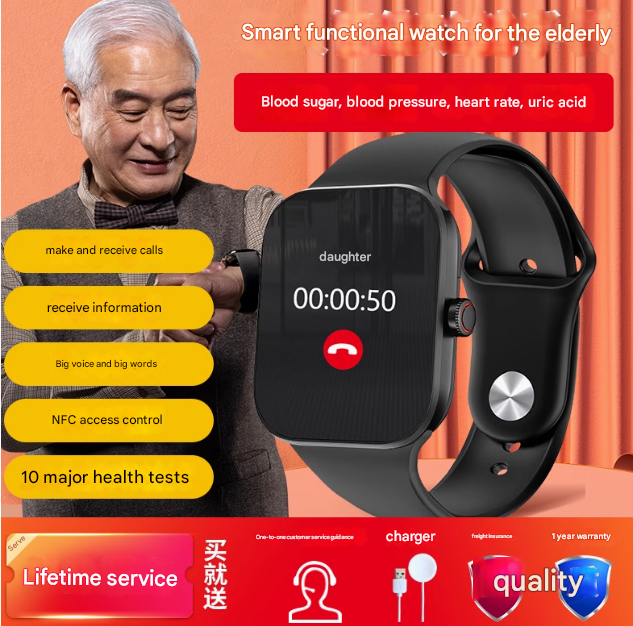 Smart functional watch for the elderly
Blood sugar, blood pressure, heart rate, uric acid
make and receive calls
receive information
Big voice and big words
NFC access control
10 major health tests
daughter
00:00:50
Serve
Lifetime service
买就送
One-to-one customer service guidance
charger
freight insurance
1 year warranty
quality